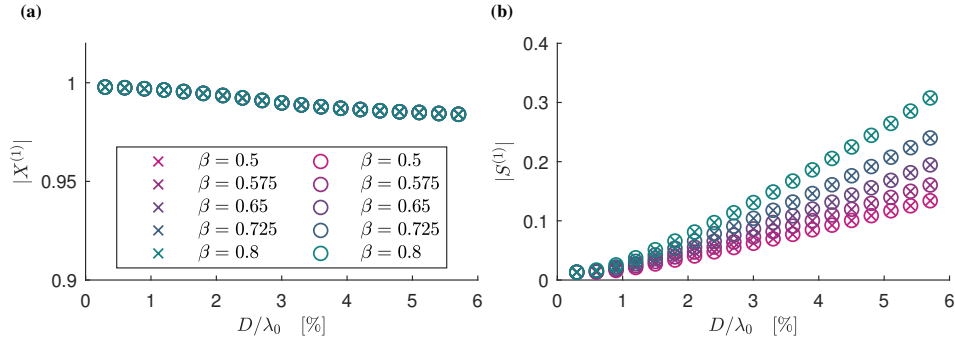 (a)
(b)
|X^{(1)}|
1
0.95
0.9
β = 0.5 β = 0.5
β = 0.575 β = 0.575
β = 0.65 β = 0.65
β = 0.725 β = 0.725
β = 0.8 β = 0.8
0 1 2 3 4 5 6
D/λ₀ [%]
|S^{(1)}|
0.4
0.3
0.2
0.1
0
0 1 2 3 4 5 6
D/λ₀ [%]